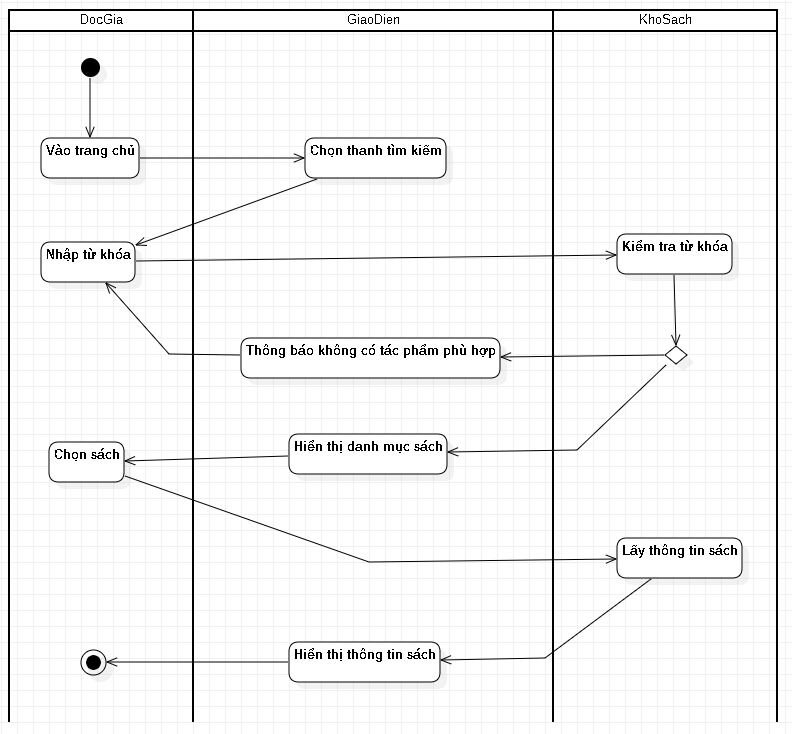 DocGia
GiaoDien
KhoSach
Vào trang chủ
Chọn thanh tìm kiếm
Nhập từ khóa
Kiểm tra từ khóa
Thông báo không có tác phẩm phù hợp
Chọn sách
Hiển thị danh mục sách
Lấy thông tin sách
Hiển thị thông tin sách